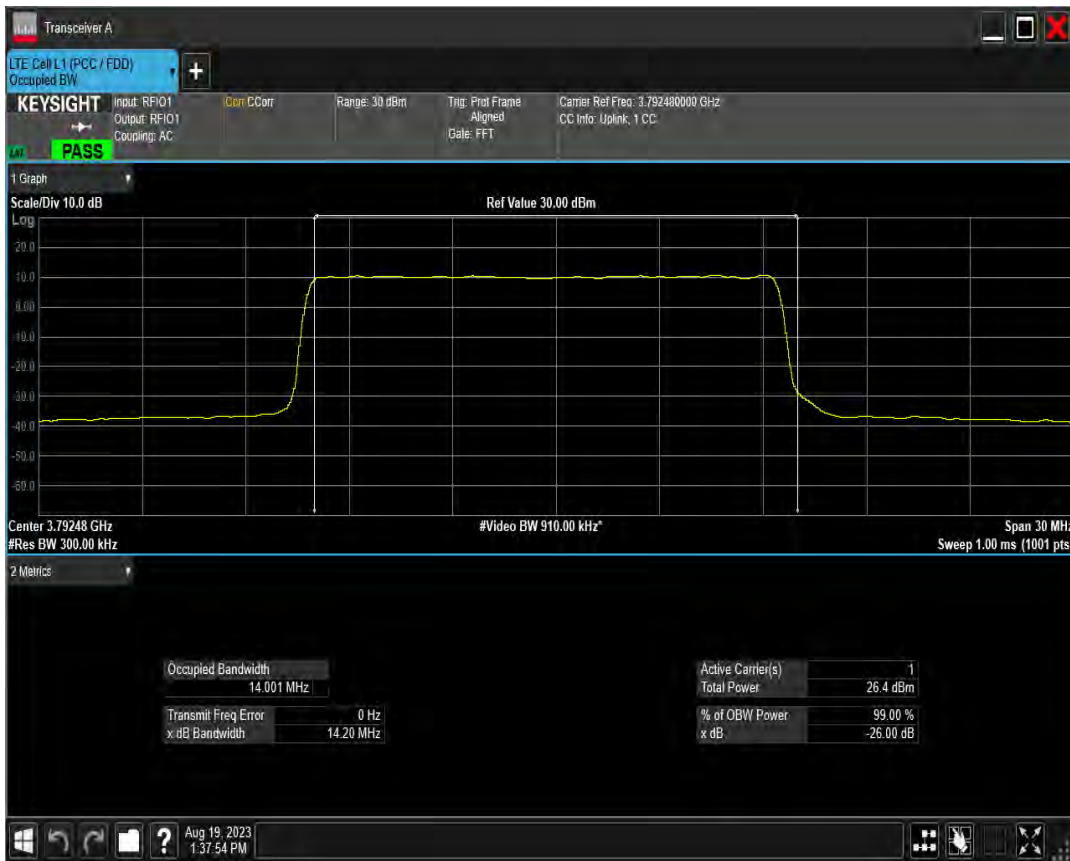 Transceiver A
LTE Cell L1 (PCC / FDD)
Occupied BW
+
KEYSIGHT
Input: RFIO1
Output: RFIO1
Coupling: AC
PASS
Corr CCorr
Range: 30 dBm
Trig: Prot Frame
Aligned
Gate: FFT
Carrier Ref Freq: 3.792480000 GHz
CC Info: Uplink, 1 CC
1 Graph
Scale/Div 10.0 dB
Ref Value 30.00 dBm
Log
20.0
10.0
0.00
-10.0
-20.0
-30.0
-40.0
-50.0
-60.0
Center 3.79248 GHz
#Video BW 910.00 kHz*
Span 30 MHz
#Res BW 300.00 kHz
Sweep 1.00 ms (1001 pts
2 Metrics
Occupied Bandwidth
14.001 MHz
Transmit Freq Error 0 Hz
x dB Bandwidth 14.20 MHz
Active Carrier(s) 1
Total Power 26.4 dBm
% of OBW Power 99.00 %
x dB -26.00 dB
?
Aug 19, 2023
1:37:54 PM